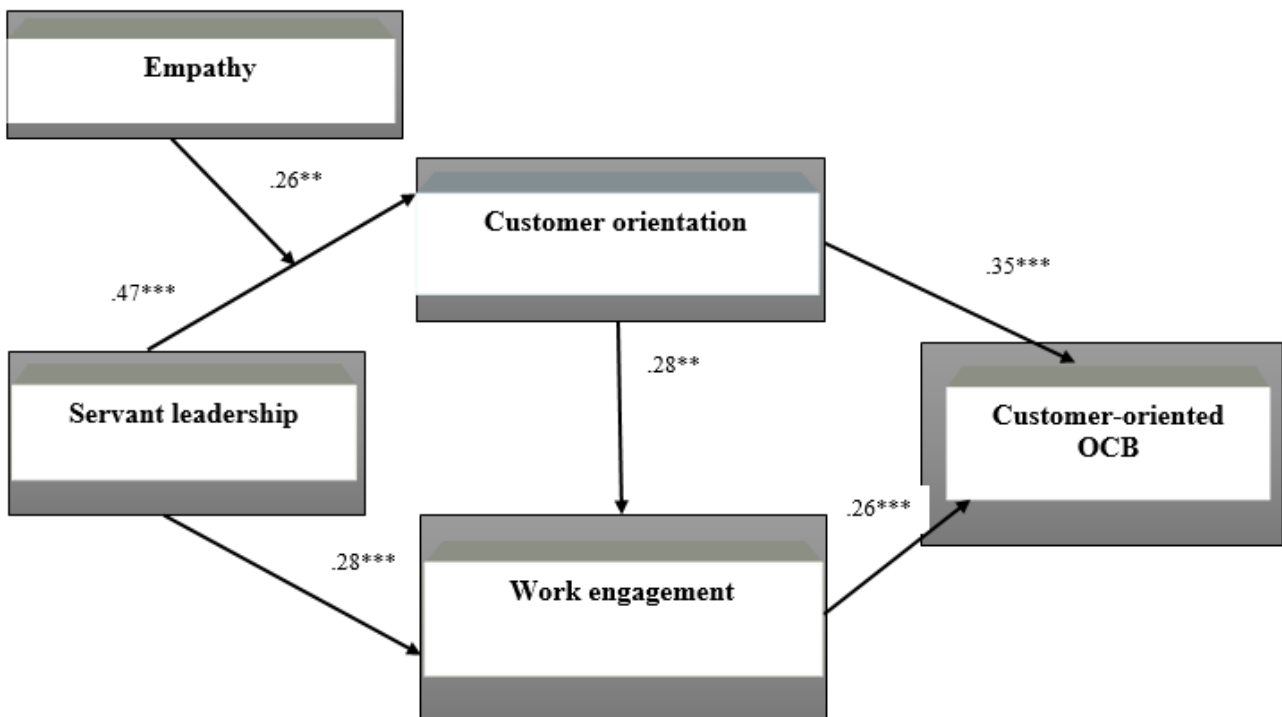 Empathy
.26**
Customer orientation
.35***
.47***
.28**
Servant leadership
Customer-oriented
OCB
.26***
.28***
Work engagement